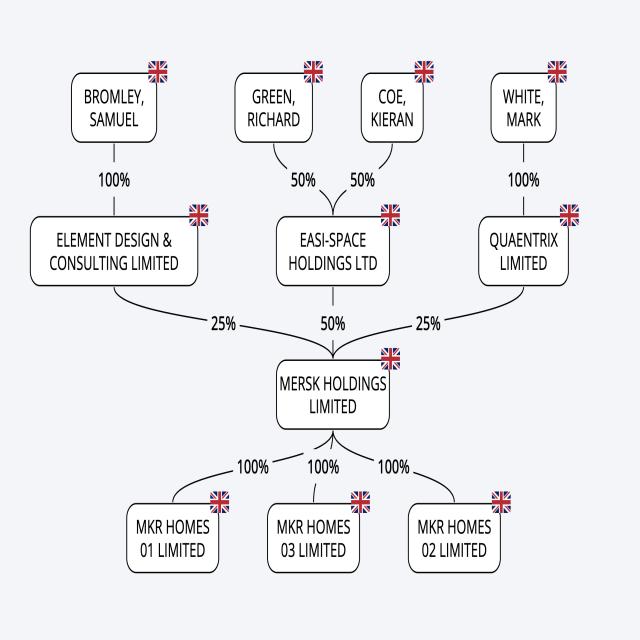 BROMLEY,
SAMUEL
GREEN,
RICHARD
COE,
KIERAN
WHITE,
MARK
100%
50%
50%
100%
ELEMENT DESIGN &
CONSULTING LIMITED
EASI-SPACE
HOLDINGS LTD
QUAENTRIX
LIMITED
25%
50%
25%
MERSK HOLDINGS
LIMITED
100%
100%
100%
MKR HOMES
01 LIMITED
MKR HOMES
03 LIMITED
MKR HOMES
02 LIMITED